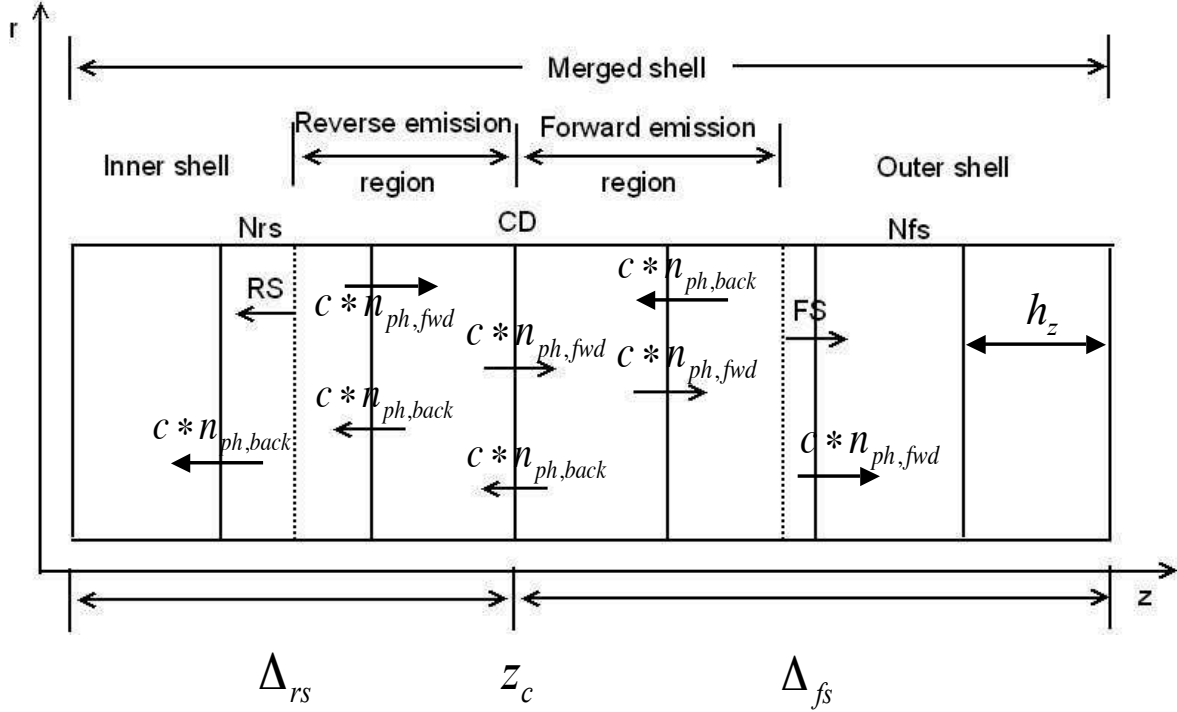 r
Merged shell
Reverse emission
region
Forward emission
region
Inner shell
Outer shell
Nrs
CD
Nfs
RS
c * n_{ph,fwd}
c * n_{ph,back}
FS
h_z
c * n_{ph,fwd}
c * n_{ph,fwd}
c * n_{ph,back}
c * n_{ph,back}
c * n_{ph,back}
c * n_{ph,fwd}
z
Δ_{rs}
z_c
Δ_{fs}